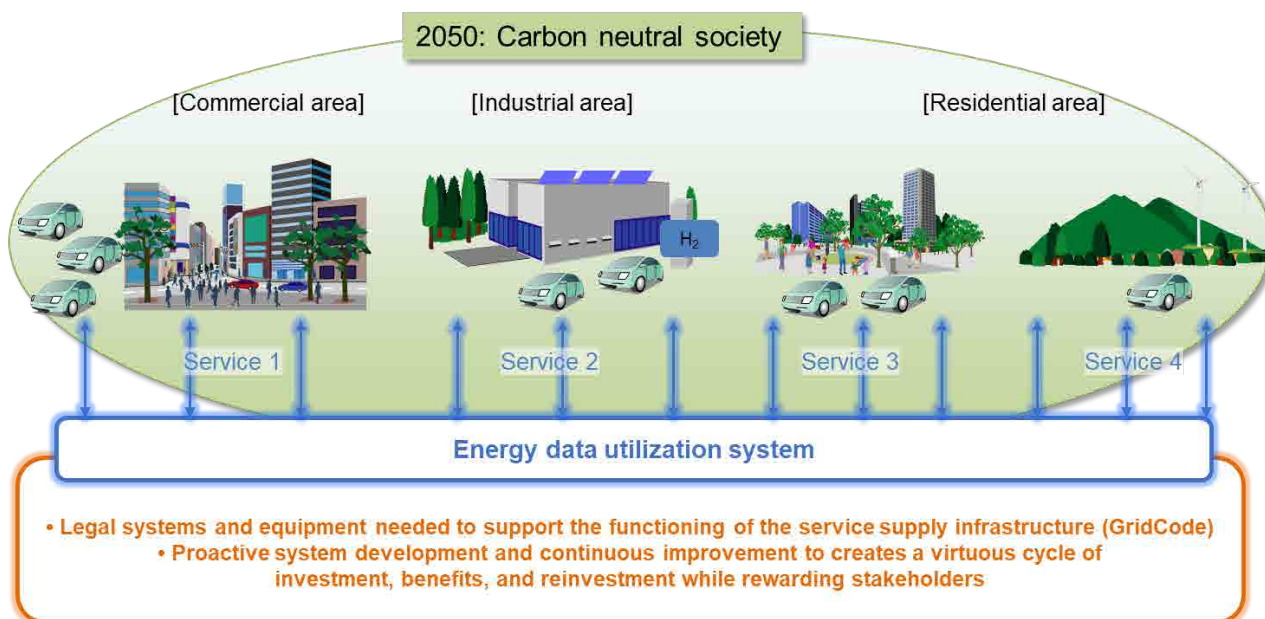 2050: Carbon neutral society
[Commercial area]
[Industrial area]
[Residential area]
H₂
Service 1
Service 2
Service 3
Service 4
Energy data utilization system
• Legal systems and equipment needed to support the functioning of the service supply infrastructure (GridCode)
• Proactive system development and continuous improvement to creates a virtuous cycle of
investment, benefits, and reinvestment while rewarding stakeholders